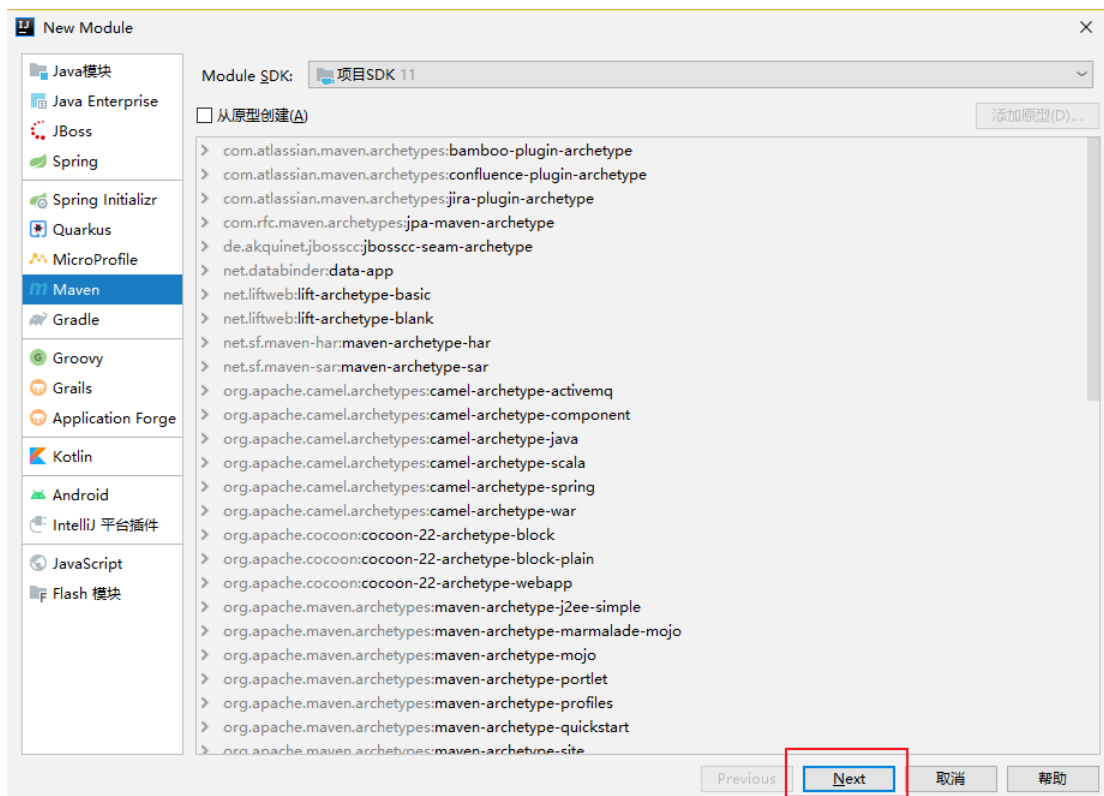 New Module
Java模块
Java Enterprise
JBoss
Spring
Spring Initializr
Quarkus
MicroProfile
Maven
Gradle
Groovy
Grails
Application Forge
Kotlin
Android
IntelliJ 平台插件
JavaScript
Flash 模块
Module SDK: 项目SDK 11
从原型创建(A) 添加原型(D)...
com.atlassian.maven.archetypes:bamboo-plugin-archetype
com.atlassian.maven.archetypes:confluence-plugin-archetype
com.atlassian.maven.archetypes:jira-plugin-archetype
com.rfc.maven.archetypes:jpa-maven-archetype
de.akquinet.jbosscc:jbosscc-seam-archetype
net.databinder:data-app
net.liftweb:lift-archetype-basic
net.liftweb:lift-archetype-blank
net.sf.maven-har:maven-archetype-har
net.sf.maven-sar:maven-archetype-sar
org.apache.camel.archetypes:camel-archetype-activemq
org.apache.camel.archetypes:camel-archetype-component
org.apache.camel.archetypes:camel-archetype-java
org.apache.camel.archetypes:camel-archetype-scala
org.apache.camel.archetypes:camel-archetype-spring
org.apache.camel.archetypes:camel-archetype-war
org.apache.cocoon:cocoon-22-archetype-block
org.apache.cocoon:cocoon-22-archetype-block-plain
org.apache.cocoon:cocoon-22-archetype-webapp
org.apache.maven.archetypes:maven-archetype-j2ee-simple
org.apache.maven.archetypes:maven-archetype-marmalade-mojo
org.apache.maven.archetypes:maven-archetype-mojo
org.apache.maven.archetypes:maven-archetype-portlet
org.apache.maven.archetypes:maven-archetype-profiles
org.apache.maven.archetypes:maven-archetype-quickstart
org.apache.maven.archetypes:maven-archetype-site
Previous Next 取消 帮助